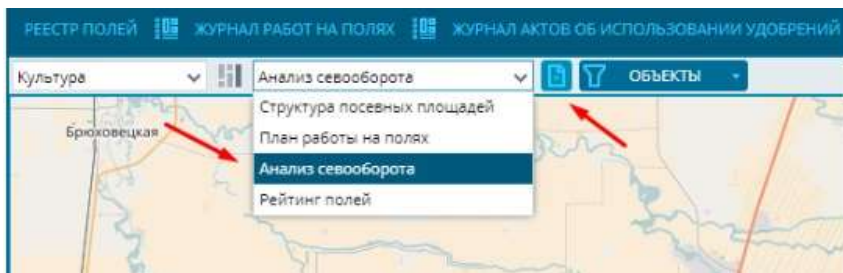 РЕЕСТР ПОЛЕЙ ЖУРНАЛ РАБОТ НА ПОЛЯХ ЖУРНАЛ АКТОВ ОБ ИСПОЛЬЗОВАНИИ УДОБРЕНИЙ
Культура Анализ севооборота ОБЪЕКТЫ
Структура посевных площадей
План работы на полях
Анализ севооборота
Рейтинг полей
Брюховецкая